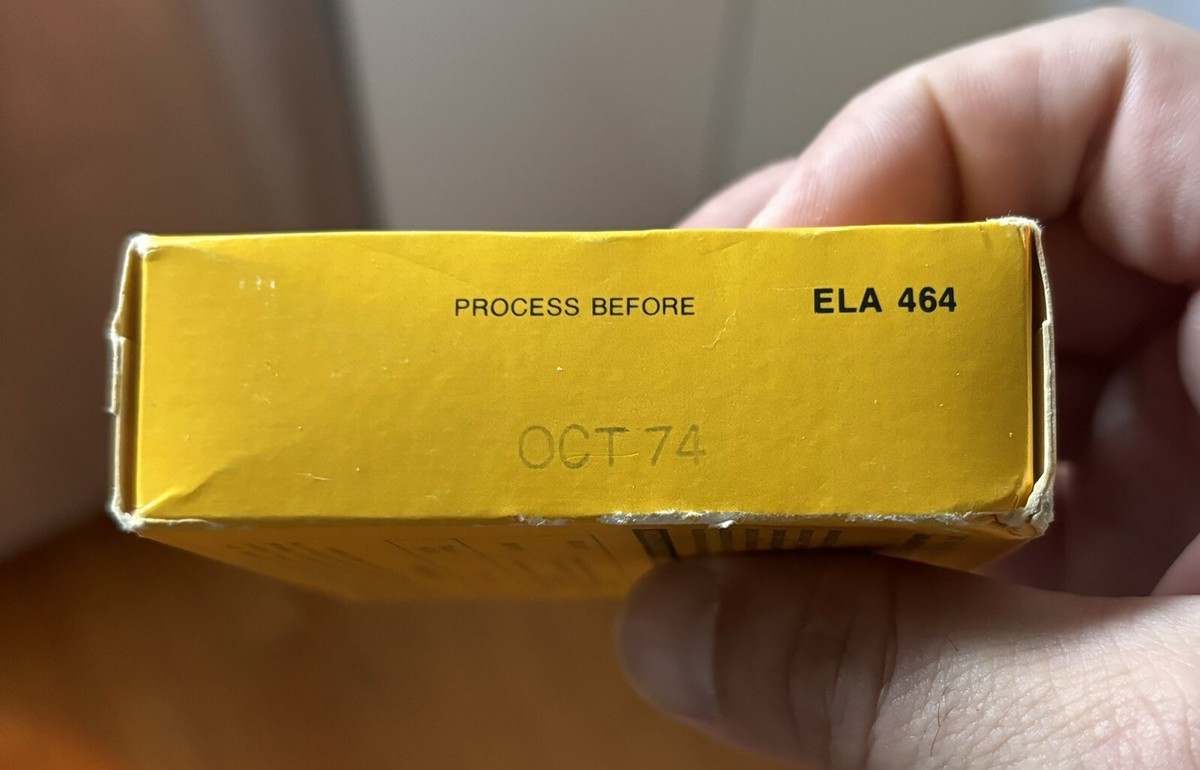 PROCESS BEFORE ELA 464
OCT 74